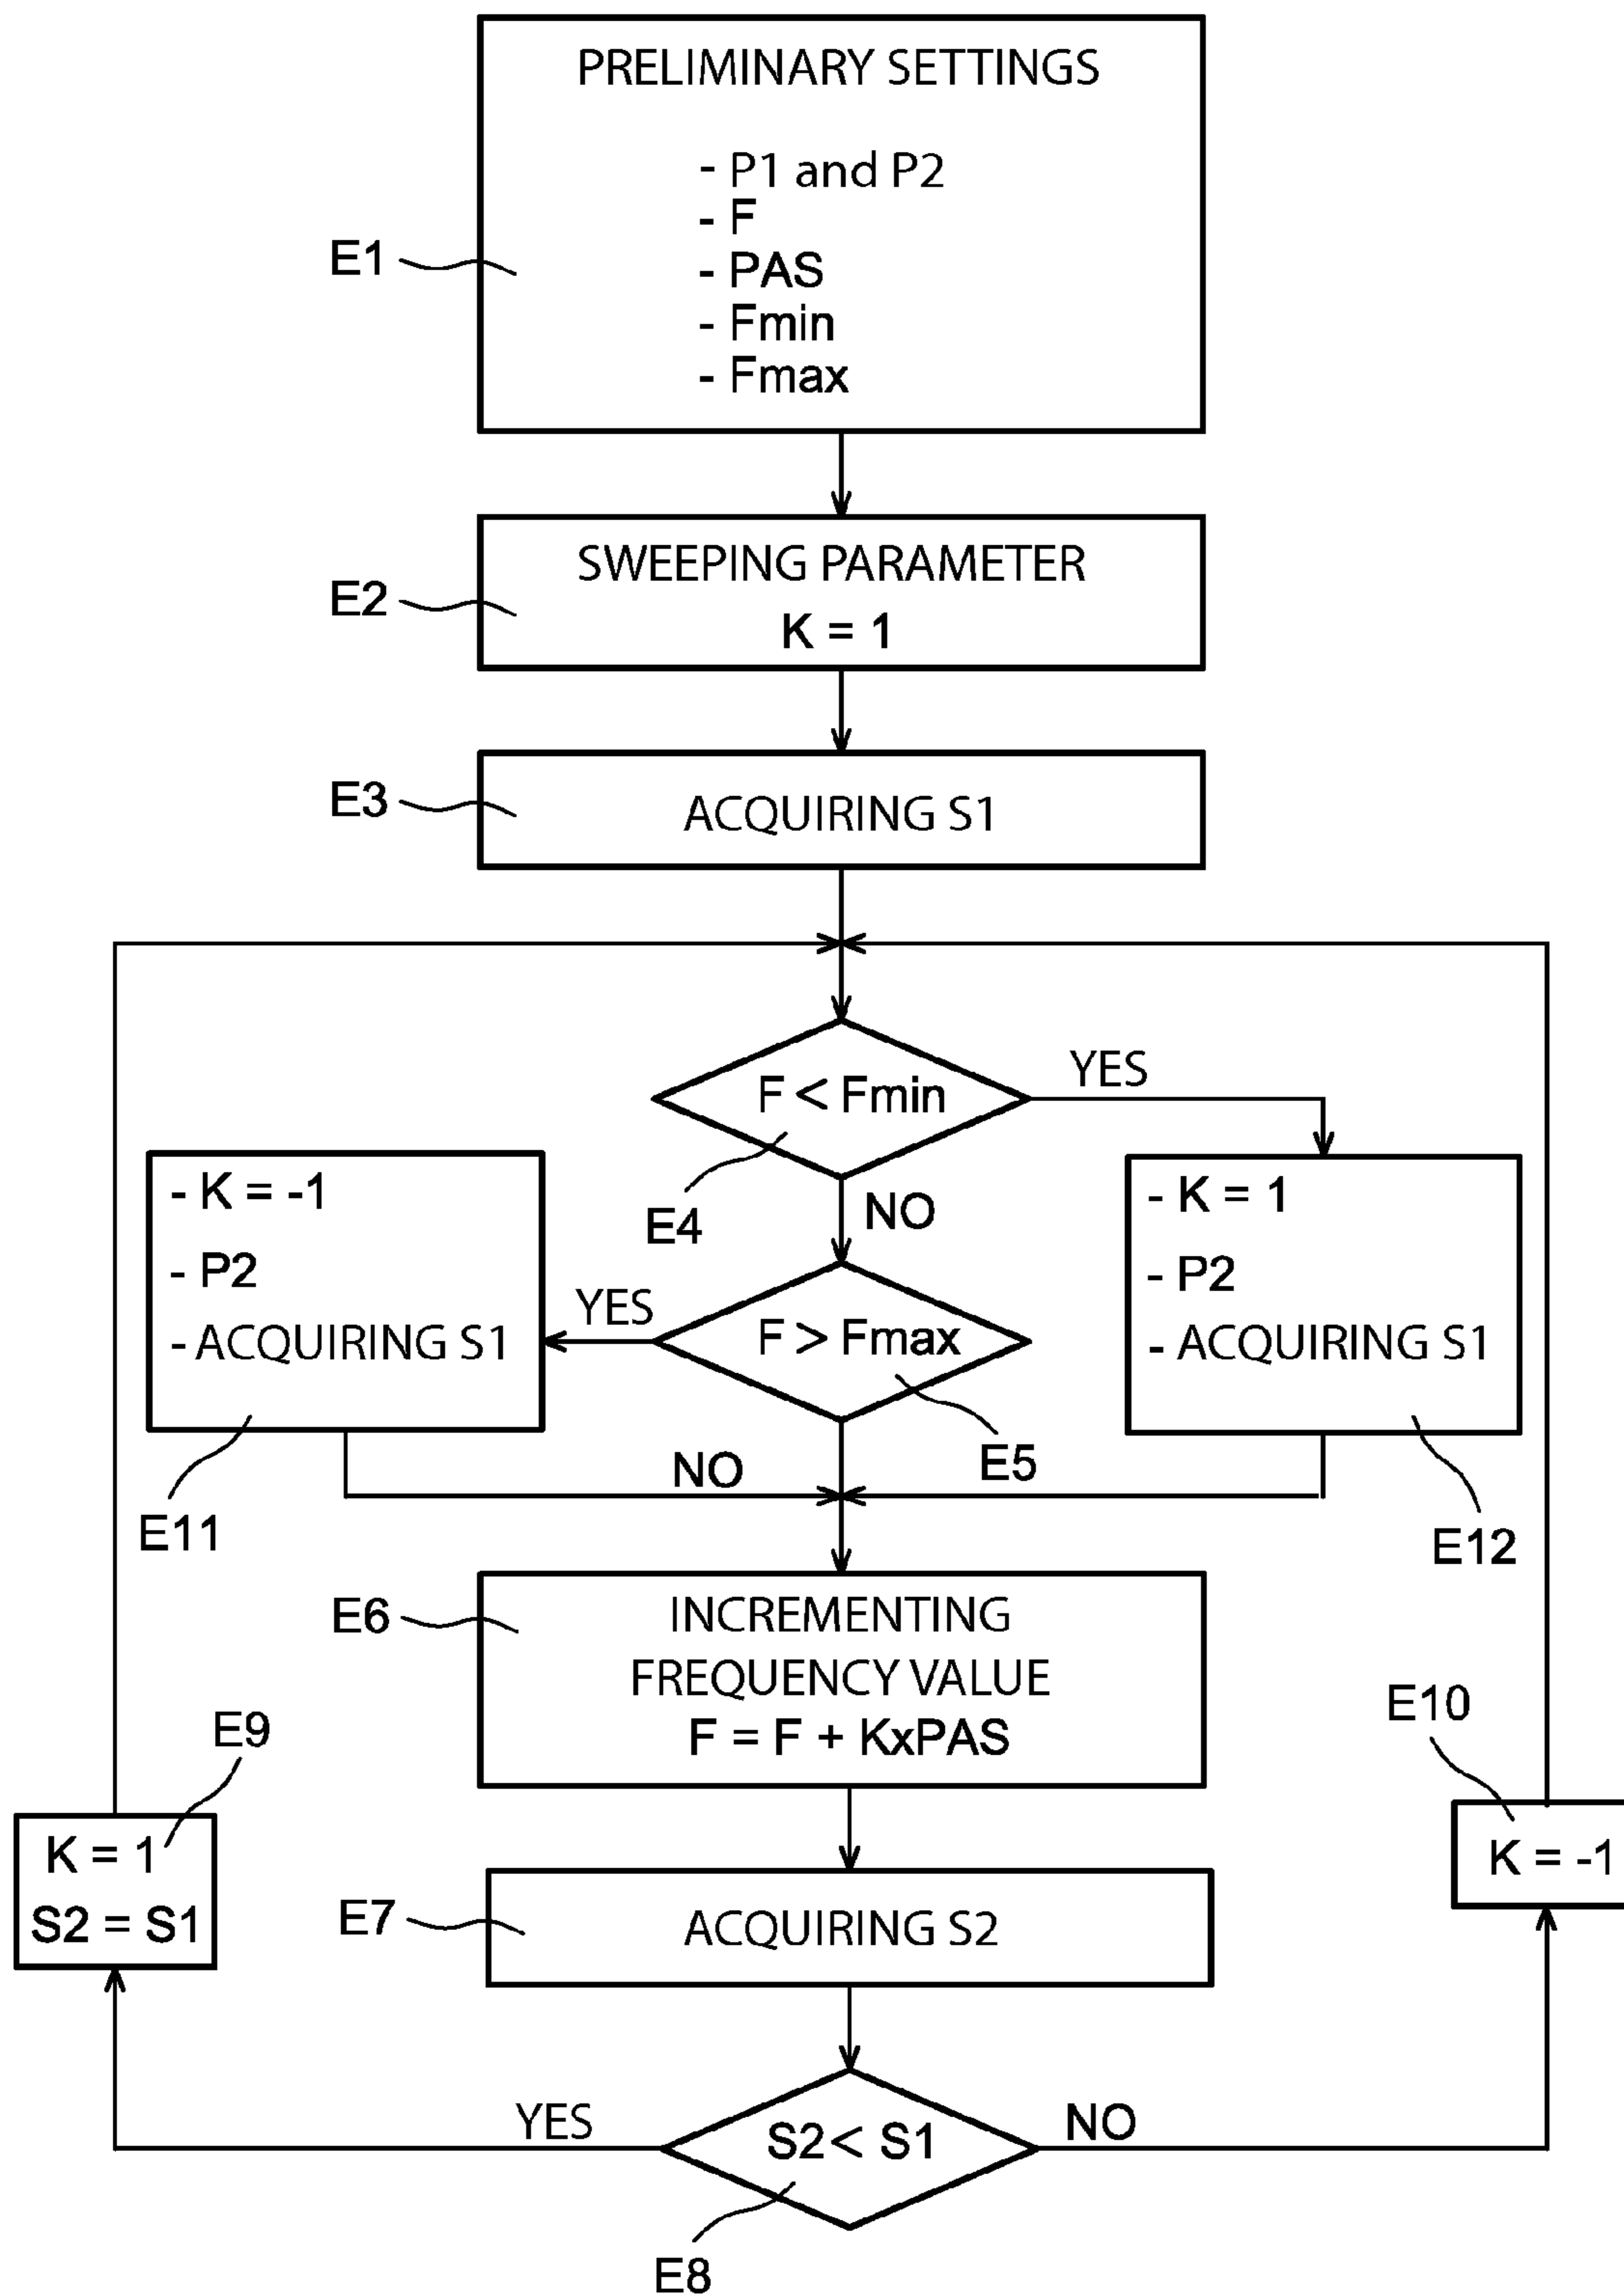 PRELIMINARY SETTINGS
- P1 and P2
- F
- PAS
- Fmin
- Fmax
E1
SWEEPING PARAMETER
K = 1
E2
ACQUIRING S1
E3
F < Fmin
YES
E4
NO
- K = -1
- P2
- ACQUIRING S1
E11
- K = 1
- P2
- ACQUIRING S1
E12
YES
F > Fmax
E5
NO
E6
INCREMENTING
FREQUENCY VALUE
F = F + KxPAS
E9
K = 1
S2 = S1
E10
K = -1
E7
ACQUIRING S2
YES
S2 < S1
NO
E8